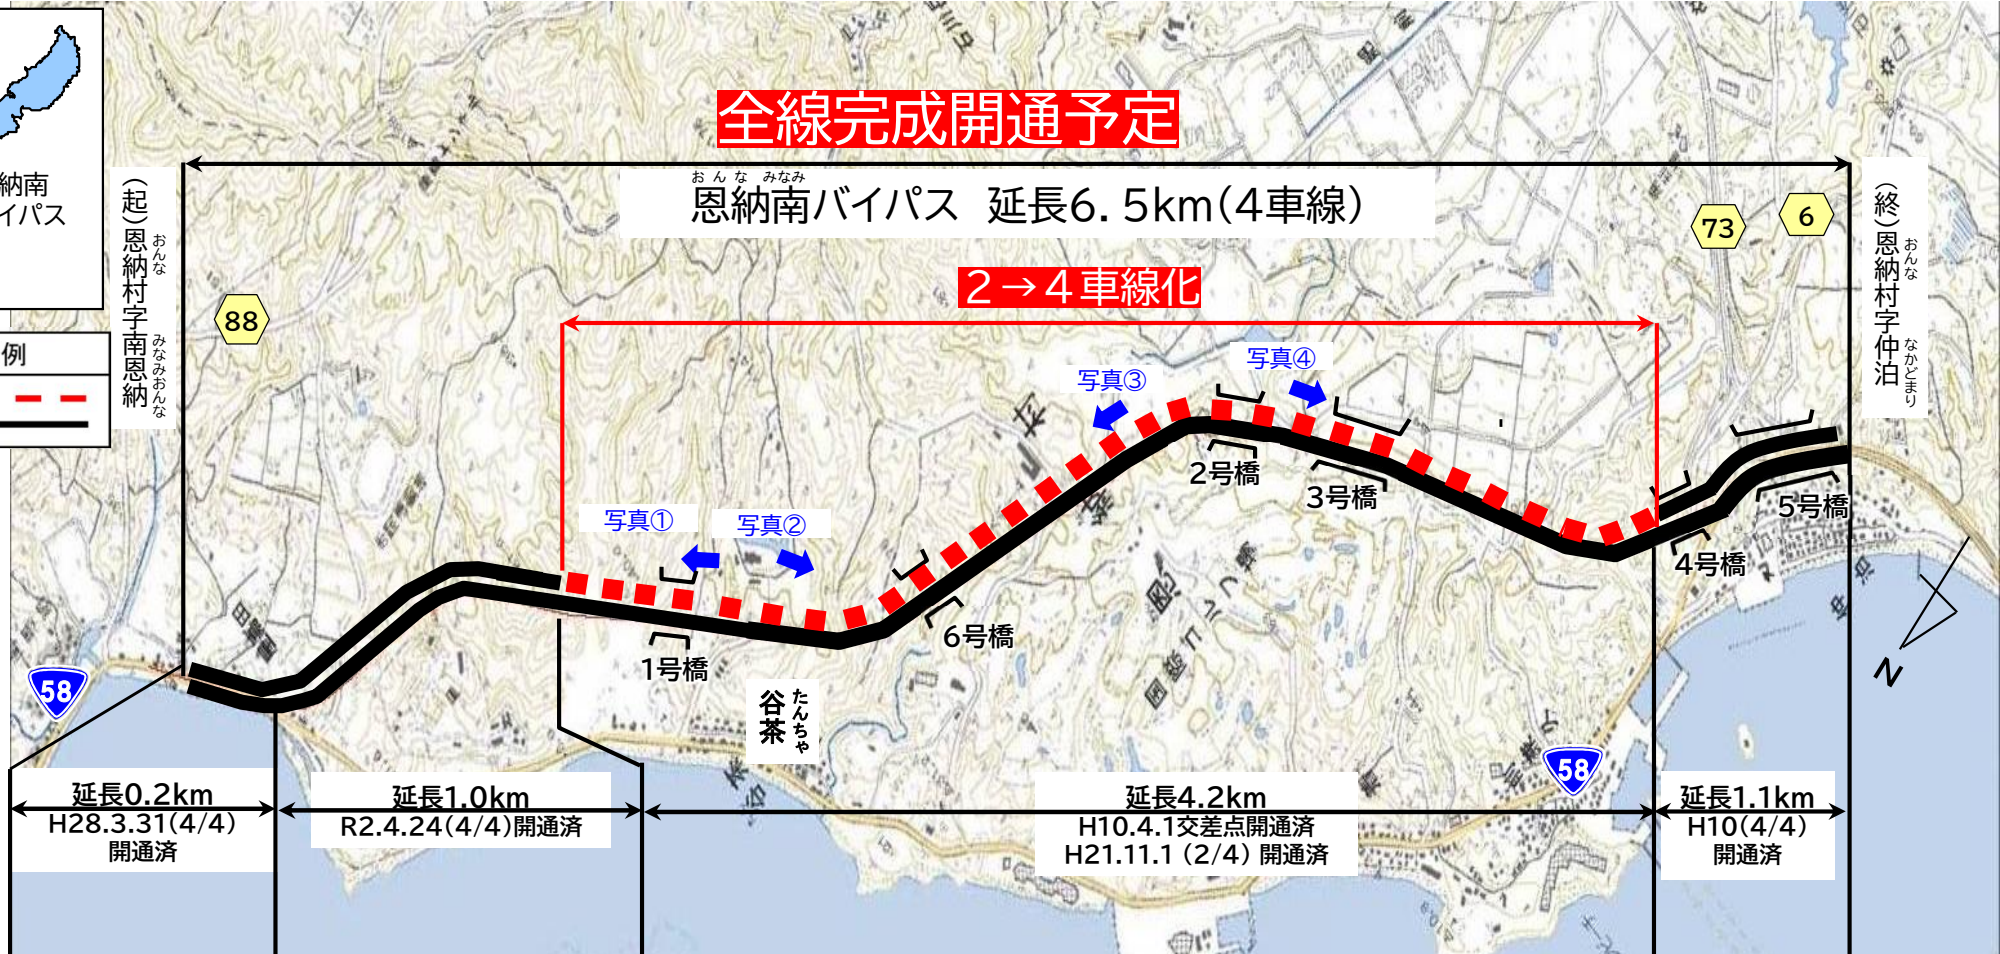 全線完成開通予定
おんな みなみ
恩納南バイパス 延長6.5km(4車線)
2→4車線化
納南
イパス
例
(起)恩納村字南恩納
おんな
みなみおんな
(終)恩納村字仲泊
おんな
なかどまり
88
73
6
写真①
写真②
写真③
写真④
1号橋
6号橋
2号橋
3号橋
4号橋
5号橋
谷茶
たんちゃ
58
58
N
延長0.2km
H28.3.31(4/4)
開通済
延長1.0km
R2.4.24(4/4)開通済
延長4.2km
H10.4.1交差点開通済
H21.11.1(2/4)開通済
延長1.1km
H10(4/4)
開通済